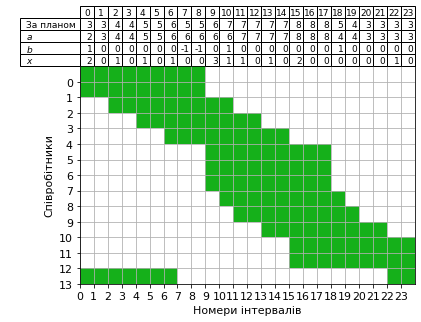 0 1 2 3 4 5 6 7 8 9 10 11 12 13 14 15 16 17 18 19 20 21 22 23
За планом 3 3 4 4 5 5 6 5 5 6 7 7 7 7 7 8 8 8 5 4 3 3 3 3
a 2 3 4 4 5 5 6 6 6 6 6 7 7 7 7 8 8 8 4 4 3 3 3 3
b 1 0 0 0 0 0 0 -1 -1 0 1 0 0 0 0 0 0 0 1 0 0 0 0 0
x 2 0 1 0 1 0 1 0 0 3 1 1 0 1 0 2 0 0 0 0 0 0 1 0
Співробітники
0
1
2
3
4
5
6
7
8
9
10
11
12
13
0 1 2 3 4 5 6 7 8 9 10 11 12 13 14 15 16 17 18 19 20 21 22 23
Номери інтервалів